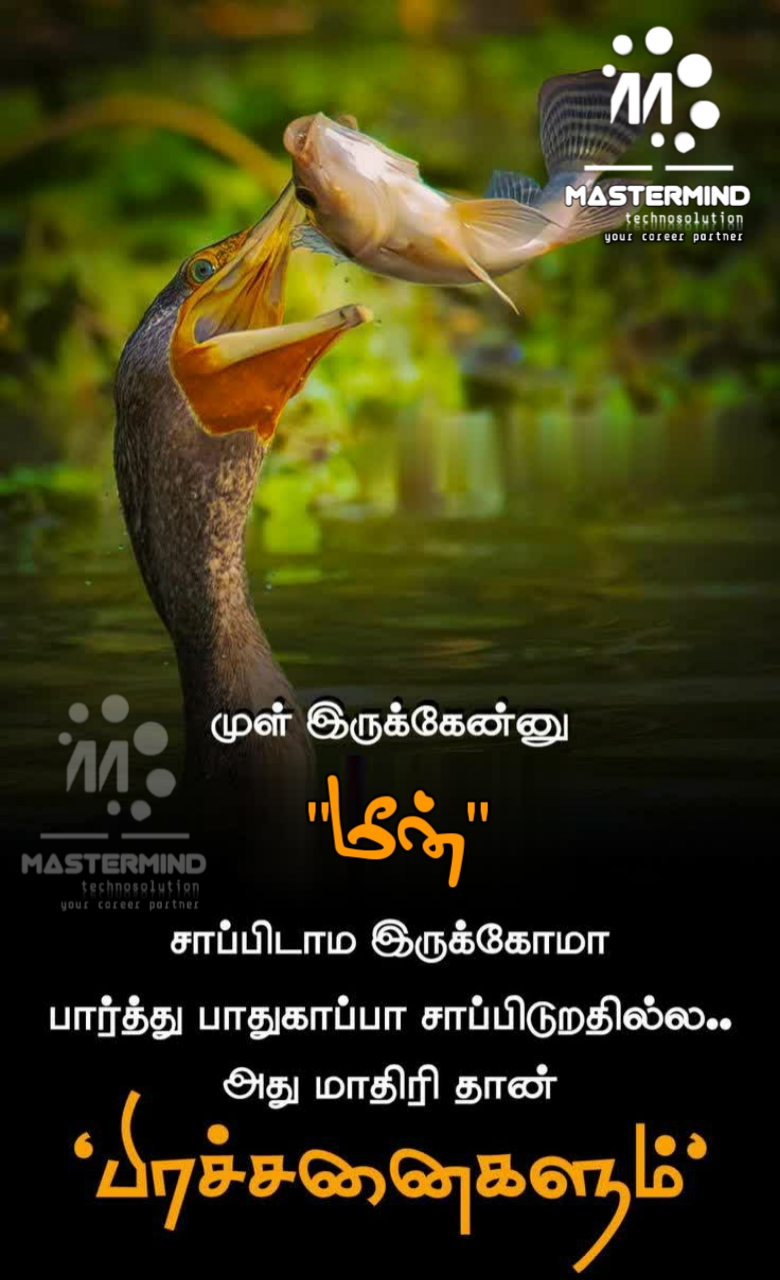 M
MASTERMIND
technosolution
your career partner
முள் இருக்கேன்னு
"மீன்"
M
MASTERMIND
technosolution
your career partner
சாப்பிடாம இருக்கோமா
பார்த்து பாதுகாப்பா சாப்பிடுறதில்ல..
அது மாதிரி தான்
‘பிரச்சனைகளும்’